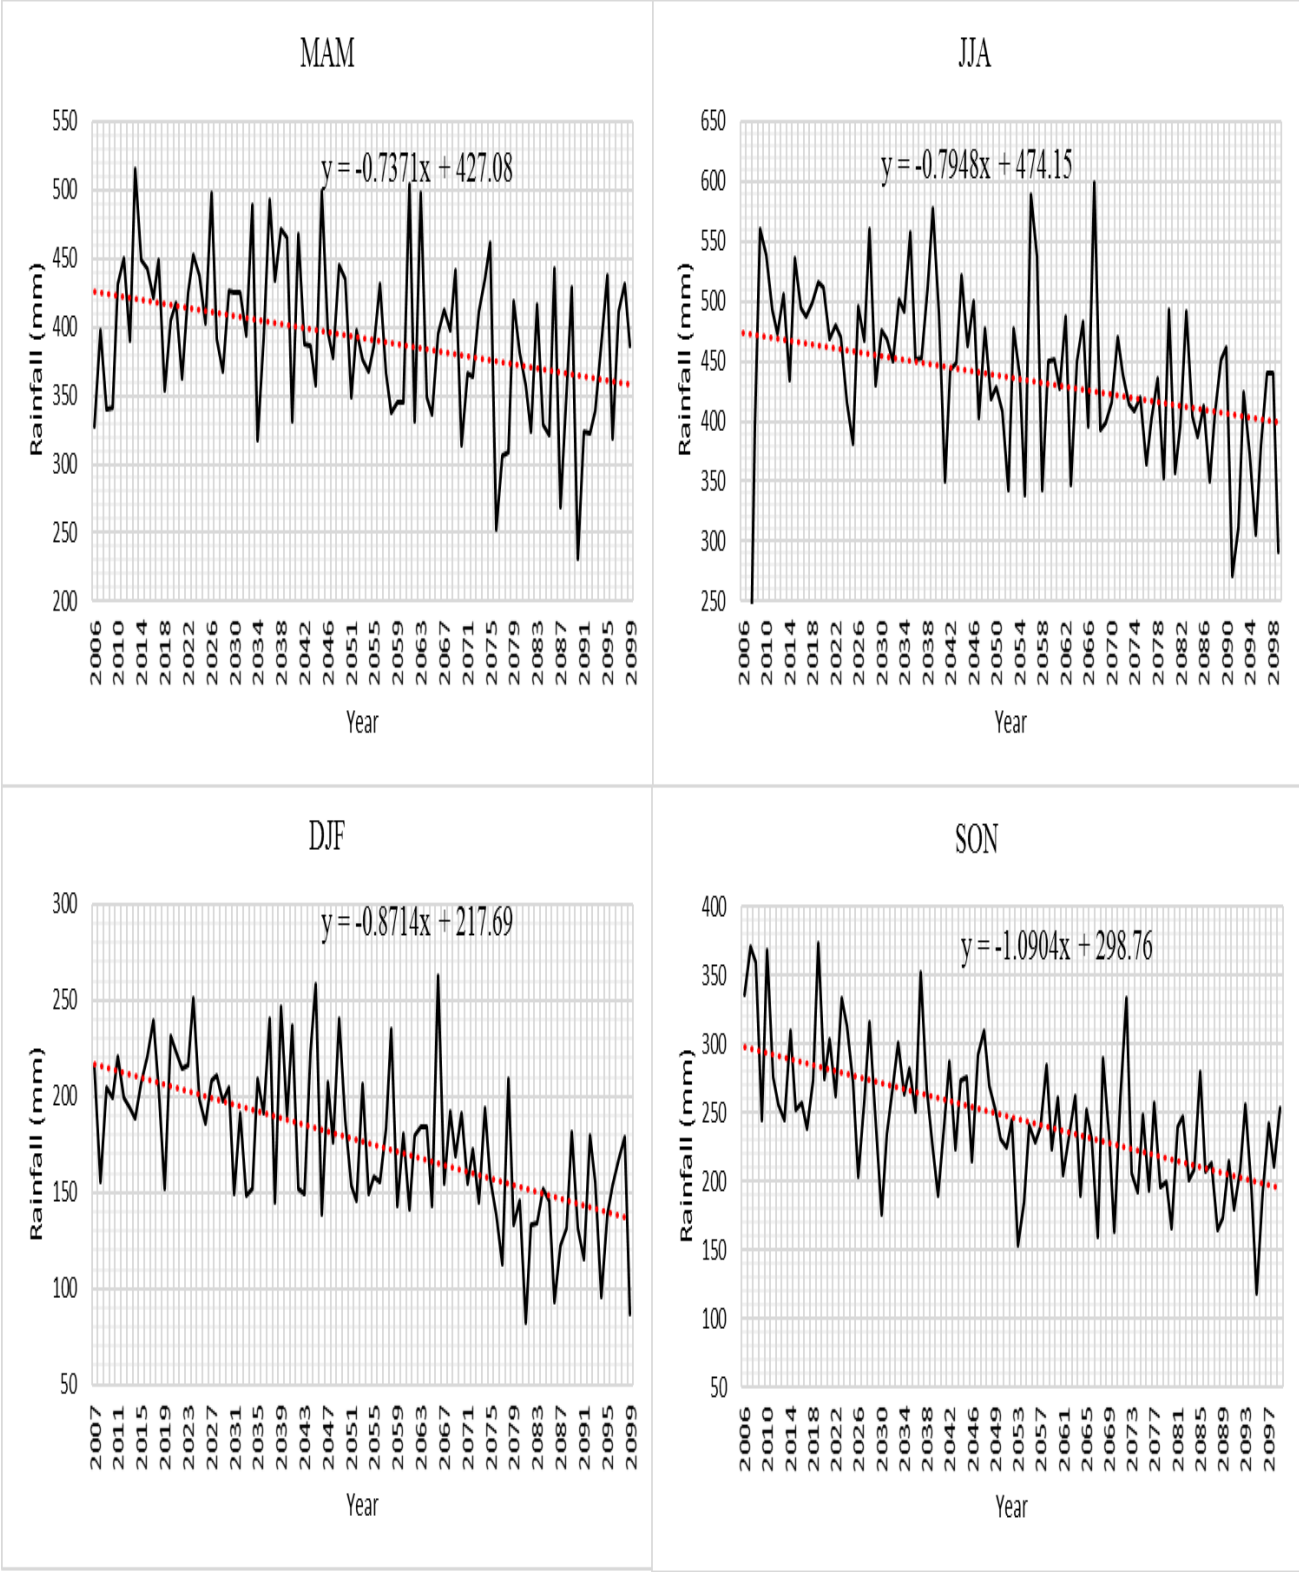 MAM
y = -0.7371x + 427.08
550
500
450
400
350
300
250
200
Rainfall (mm)
2006 2010 2014 2018 2022 2026 2030 2034 2038 2042 2046 2051 2055 2059 2063 2067 2071 2075 2079 2083 2087 2091 2095 2099
Year
JJA
y = -0.7948x + 474.15
650
600
550
500
450
400
350
300
250
Rainfall (mm)
2006 2010 2014 2018 2022 2026 2030 2034 2038 2042 2046 2050 2054 2058 2062 2066 2070 2074 2078 2082 2086 2090 2094 2098
Year
DJF
y = -0.8714x + 217.69
300
250
200
150
100
50
Rainfall (mm)
2007 2011 2015 2019 2023 2027 2031 2035 2039 2043 2047 2051 2055 2059 2063 2067 2071 2075 2079 2083 2087 2091 2095 2099
Year
SON
y = -1.0904x + 298.76
400
350
300
250
200
150
100
50
Rainfall (mm)
2006 2010 2014 2018 2022 2026 2030 2034 2038 2042 2046 2049 2053 2057 2061 2065 2069 2073 2077 2081 2085 2089 2093 2097
Year